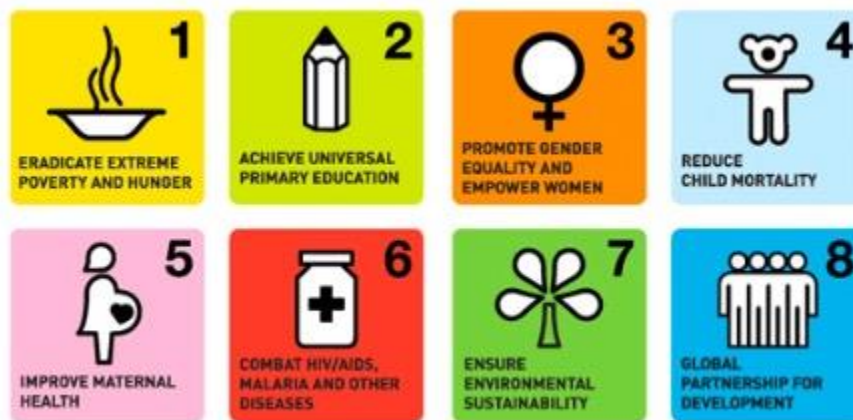 1
ERADICATE EXTREME
POVERTY AND HUNGER
2
ACHIEVE UNIVERSAL
PRIMARY EDUCATION
3
PROMOTE GENDER
EQUALITY AND
EMPOWER WOMEN
4
REDUCE
CHILD MORTALITY
5
IMPROVE MATERNAL
HEALTH
6
COMBAT HIV/AIDS,
MALARIA AND OTHER
DISEASES
7
ENSURE
ENVIRONMENTAL
SUSTAINABILITY
8
GLOBAL
PARTNERSHIP FOR
DEVELOPMENT